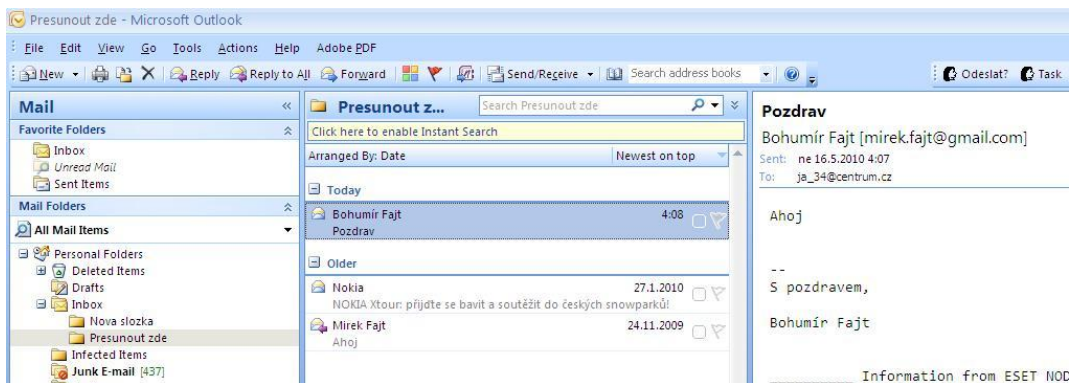 Presunout zde - Microsoft Outlook
File Edit View Go Tools Actions Help Adobe PDF
New Reply Reply to All Forward Send/Receive Search address books Odeslat? Task
Mail
Favorite Folders
Inbox
Unread Mail
Sent Items
Mail Folders
All Mail Items
Personal Folders
Deleted Items
Drafts
Inbox
Nova slozka
Presunout zde
Infected Items
Junk E-mail [437]
Presunout z...
Search Presunout zde
Click here to enable Instant Search
Arranged By: Date Newest on top
Today
Bohumír Fajt 4:08
Pozdrav
Older
Nokia 27.1.2010
NOKIA Xtour: přijďte se bavit a soutěžit do českých snowparků!
Mirek Fajt 24.11.2009
Ahoj
Pozdrav
Bohumír Fajt [mirek.fajt@gmail.com]
Sent: ne 16.5.2010 4:07
To: ja_34@centrum.cz
Ahoj
--
S pozdravem,
Bohumír Fajt
__________ Information from ESET NOD